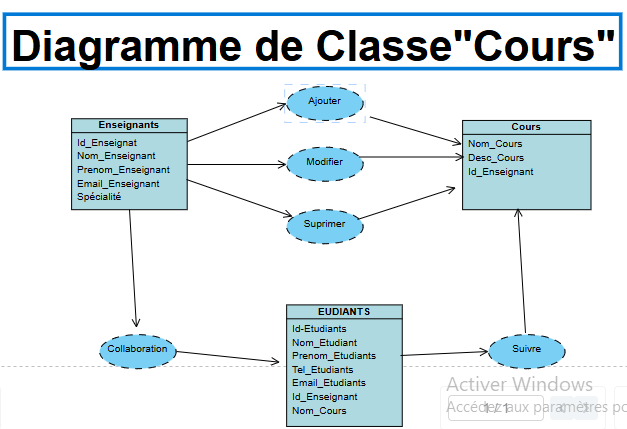 Diagramme de Classe"Cours"
Ajouter
Enseignants
Id_Enseignat
Nom_Enseignant
Prenom_Enseignant
Email_Enseignant
Spécialité
Modifier
Suprimer
Cours
Nom_Cours
Desc_Cours
Id_Enseignant
Collaboration
EUDIANTS
Id-Etudiants
Nom_Etudiant
Prenom_Etudiants
Tel_Etudiants
Email_Etudiants
Id_Enseignant
Nom_Cours
Suivre
Activer Windows
Accédez aux paramètres po
1 / 1